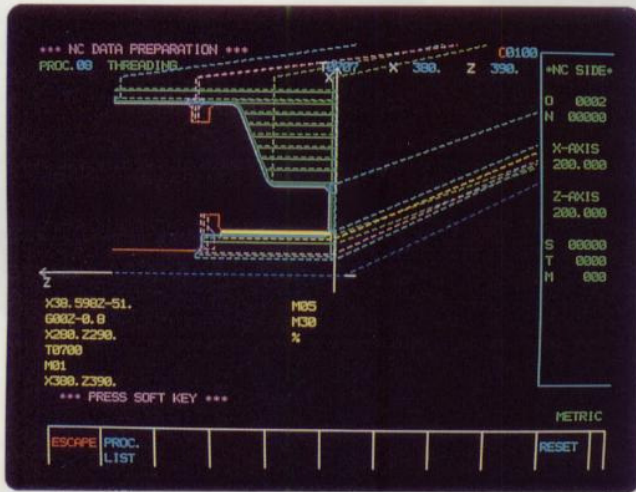 *** NC DATA PREPARATION ***
C0100
PROC.08 THREADING
T0707 X 380. Z 390.
X
*NC SIDE*
O 0002
N 00000
X-AXIS
200.000
Z-AXIS
200.000
S 00000
T 0000
M 000
Z
X38.598Z-51.
G00Z-0.8
X280.Z290.
T0700
M01
X380.Z390.
M05
M30
%
*** PRESS SOFT KEY ***
METRIC
ESCAPE
PROC.
LIST
RESET